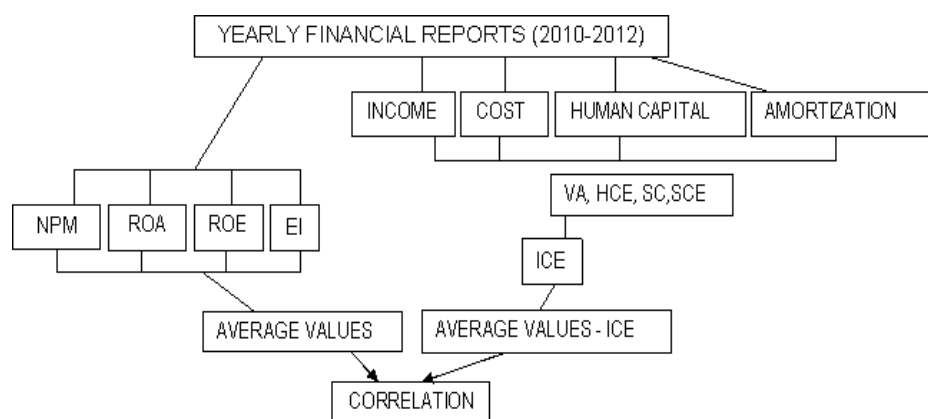 YEARLY FINANCIAL REPORTS (2010-2012)
INCOME
COST
HUMAN CAPITAL
AMORTIZATION
VA, HCE, SC,SCE
NPM
ROA
ROE
EI
ICE
AVERAGE VALUES
AVERAGE VALUES - ICE
CORRELATION